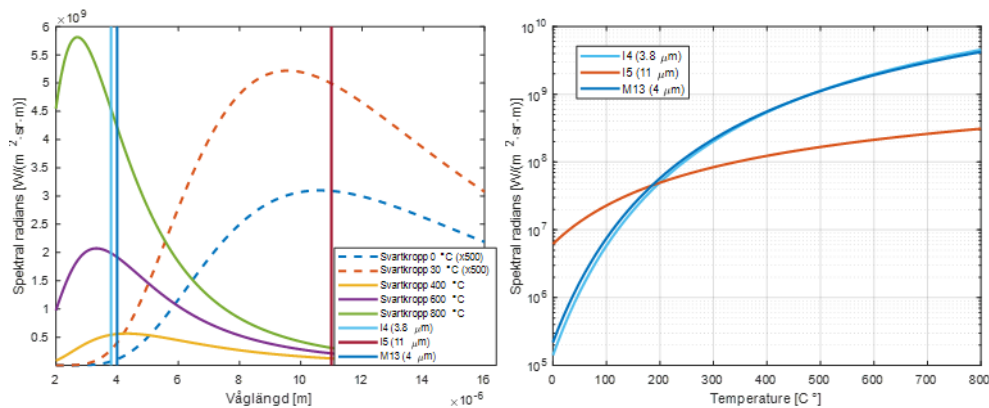 ×10^9
6
5.5
5
4.5
4
3.5
3
2.5
2
1.5
1
0.5
Spektral radians [W/(m^2·sr·m)]
Svartkropp 0 °C (x500)
Svartkropp 30 °C (x500)
Svartkropp 400 °C
Svartkropp 600 °C
Svartkropp 800 °C
I4 (3.8 μm)
I5 (11 μm)
M13 (4 μm)
2 4 6 8 10 12 14 16
Våglängd [m]
×10^-6
10^10
10^9
10^8
10^7
10^6
10^5
Spektral radians [W/(m^2·sr·m)]
I4 (3.8 μm)
I5 (11 μm)
M13 (4 μm)
0 100 200 300 400 500 600 700 800
Temperature [C °]